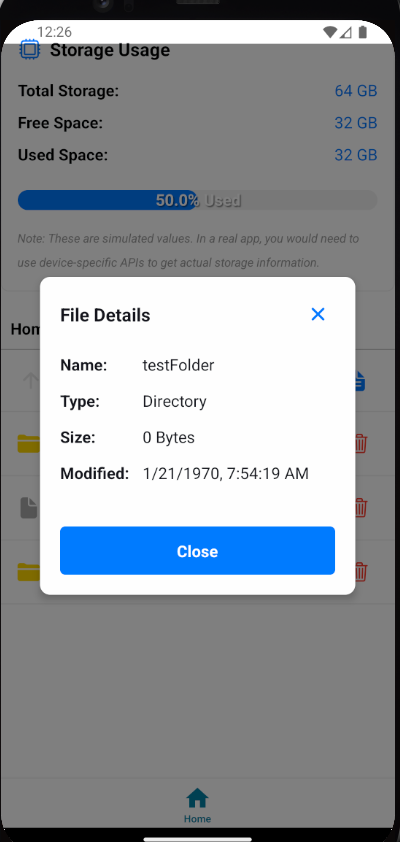 12:26
Storage Usage
Total Storage: 64 GB
Free Space: 32 GB
Used Space: 32 GB
50.0% Used
Note: These are simulated values. In a real app, you would need to
use device-specific APIs to get actual storage information.
Hom
File Details
Name: testFolder
Type: Directory
Size: 0 Bytes
Modified: 1/21/1970, 7:54:19 AM
Close
Home